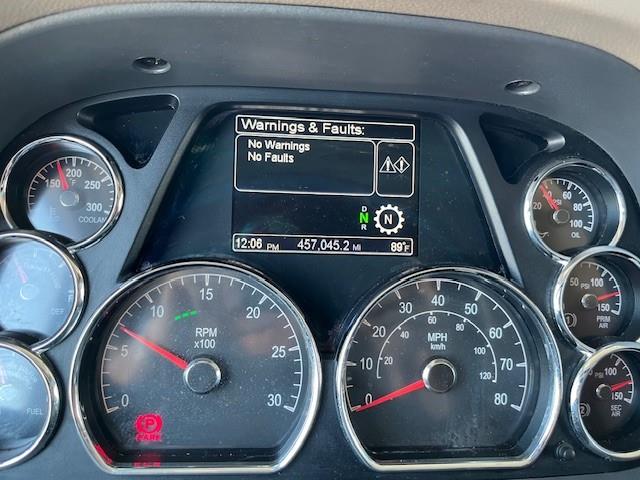 Warnings & Faults:
No Warnings
No Faults
D
N
R
N
12:06 PM 457,045.2 MI 89°F
150 200 250 300
°F
COOLANT
DEF
F
FUEL
0 5 10 15 20 25 30
RPM
x100
P
PARK
0 10 20 30 40 50 60 70 80
20 40 60 80 100 120
MPH
km/h
20 60 80 100
PSI
OIL
PSI 100 150
PRIM
AIR
PSI 100 150
SEC
AIR